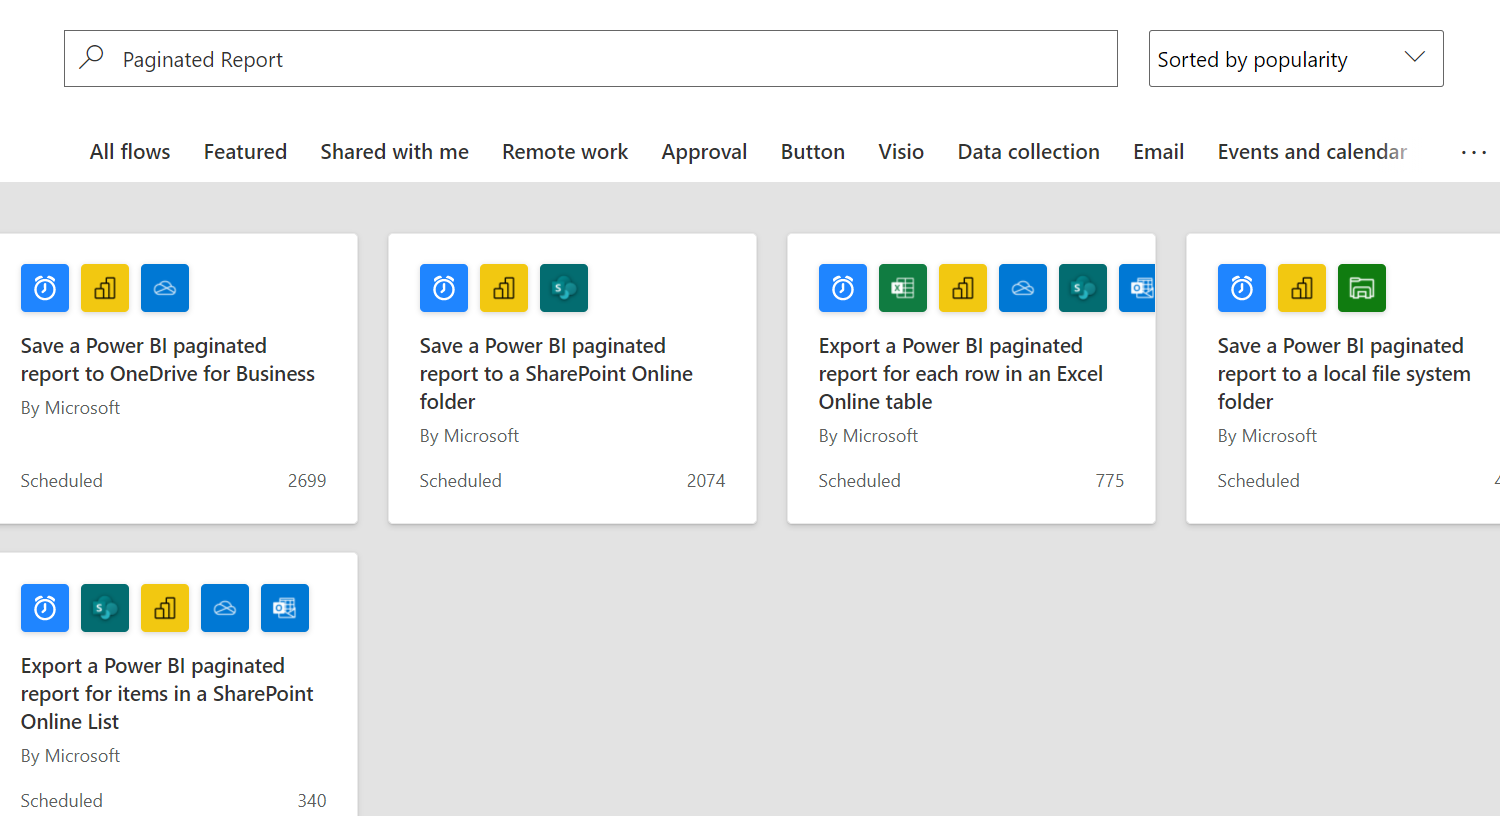 Paginated Report
Sorted by popularity
All flows Featured Shared with me Remote work Approval Button Visio Data collection Email Events and calendar ...
Save a Power BI paginated
report to OneDrive for Business
By Microsoft
Scheduled 2699
Save a Power BI paginated
report to a SharePoint Online
folder
By Microsoft
Scheduled 2074
Export a Power BI paginated
report for each row in an Excel
Online table
By Microsoft
Scheduled 775
Save a Power BI paginated
report to a local file system
folder
By Microsoft
Scheduled
Export a Power BI paginated
report for items in a SharePoint
Online List
By Microsoft
Scheduled 340